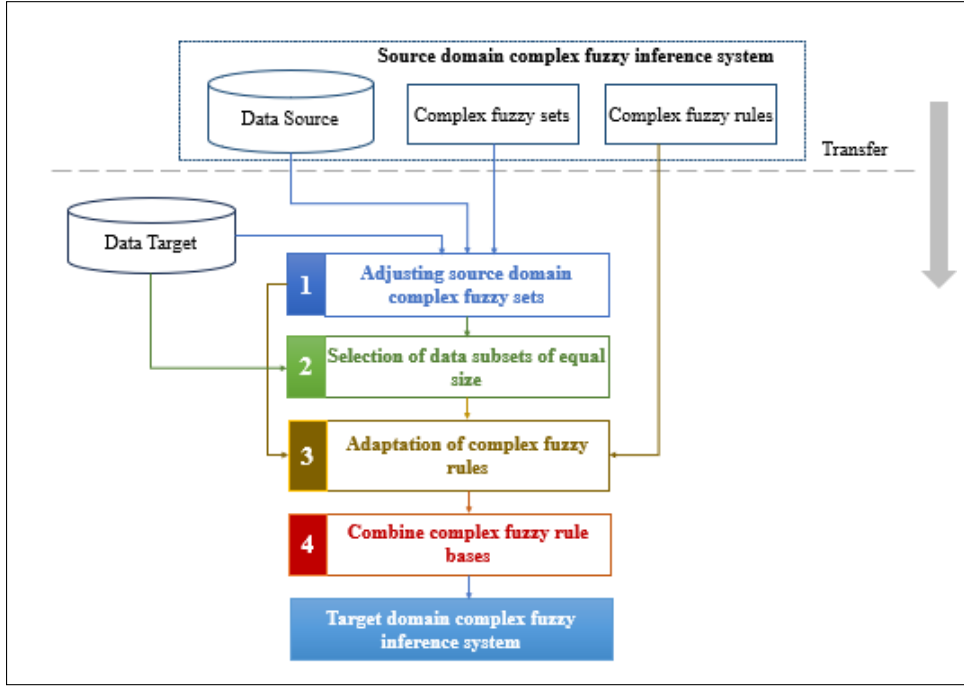 Source domain complex fuzzy inference system
Data Source
Complex fuzzy sets
Complex fuzzy rules
Transfer
Data Target
1
Adjusting source domain
complex fuzzy sets
2
Selection of data subsets of equal
size
3
Adaptation of complex fuzzy
rules
4
Combine complex fuzzy rule
bases
Target domain complex fuzzy
inference system